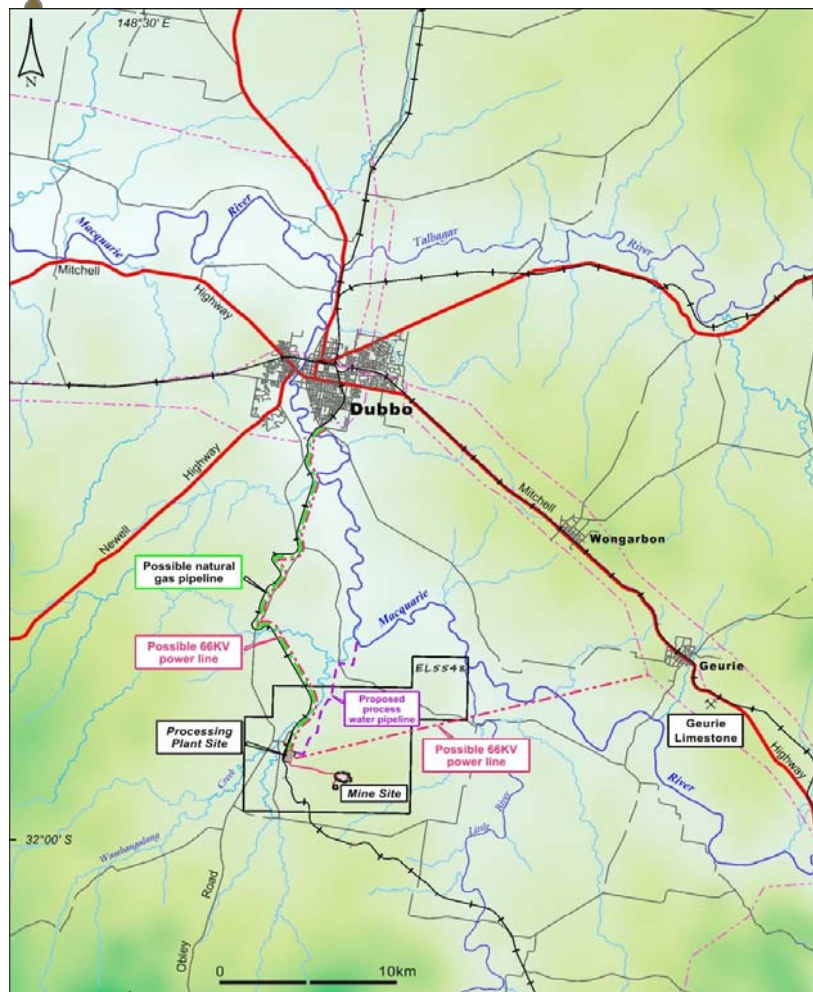 148°30' E
N
Macquarie
River
Mitchell
Highway
Talbragar
River
Dubbo
Newell
Highway
Mitchell
Wongarbon
Possible natural
gas pipeline
Macquarie
Possible 66KV
power line
EL5548
Geurie
Proposed
process
water pipeline
Processing
Plant Site
Possible 66KV
power line
Geurie
Limestone
Highway
Creek
Mine Site
River
River
Little
32°00' S
Wambangalang
Road
Obley
0
10km